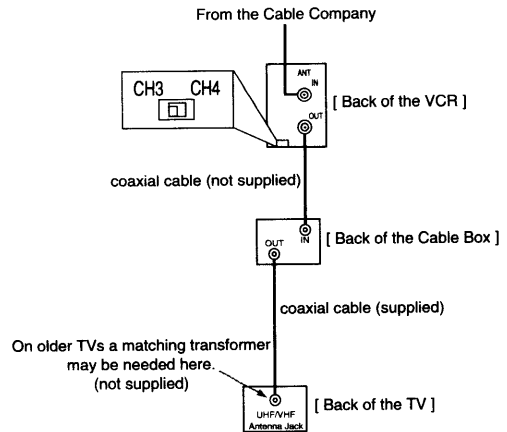 From the Cable Company
CH3 CH4
ANT
IN
OUT
[ Back of the VCR ]
coaxial cable (not supplied)
OUT
IN
[ Back of the Cable Box ]
coaxial cable (supplied)
On older TVs a matching transformer
may be needed here.
(not supplied)
UHF/VHF
Antenna Jack
[ Back of the TV ]